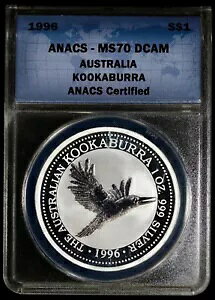 1996 S$1
ANACS - MS70 DCAM
AUSTRALIA
KOOKABURRA
ANACS Certified
THE AUSTRALIAN KOOKABURRA 1 OZ. 999 SILVER
· 1996 ·